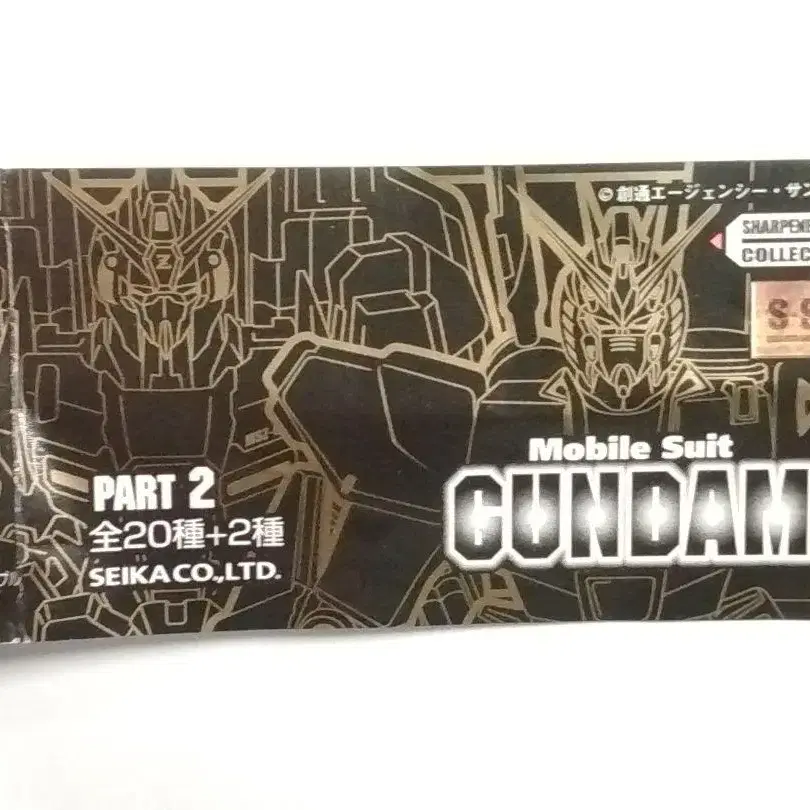 ©創通エージェンシー・サン
SHARPENE
COLLEC
S-S
Z
Mobile Suit
GUNDAM
PART 2
全20種+2種
SEIKA CO.,LTD.